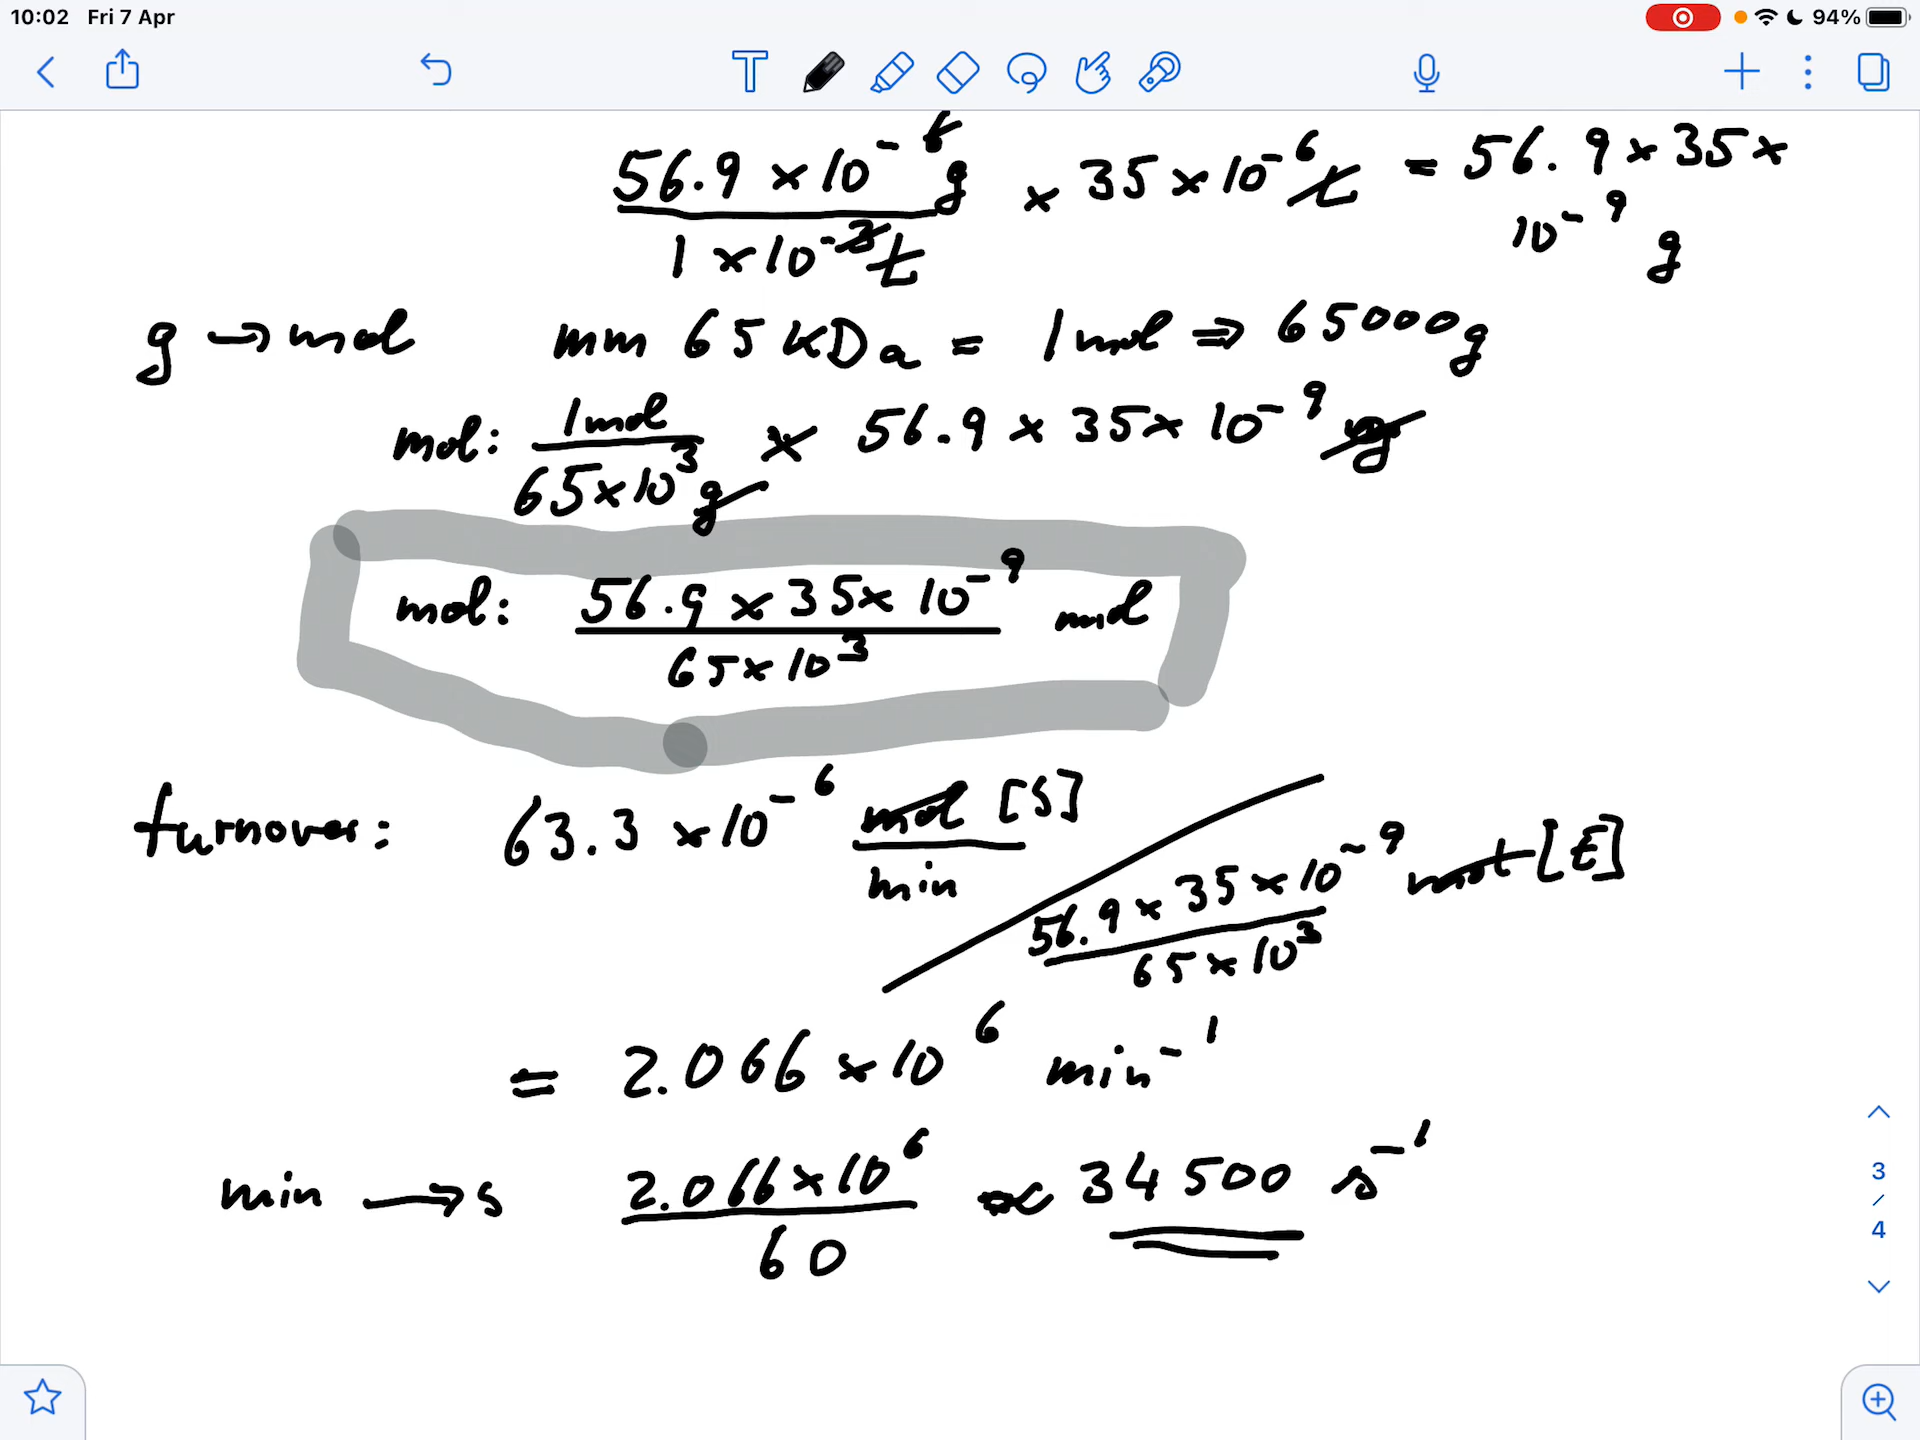 10:02 Fri 7 Apr 94%
56.9 × 10⁻⁶ g / 1 × 10⁻³ L × 35 × 10⁻⁶ L = 56.9 × 35 ×
10⁻⁹ g
g → mol mm 65 KDa = 1 mol ⇒ 65000 g
mol: 1 mol / 65 × 10³ g × 56.9 × 35 × 10⁻⁹ g
mol: 56.9 × 35 × 10⁻⁹ / 65 × 10³ mol
turnover: 63.3 × 10⁻⁶ mol [S] / min / 56.9 × 35 × 10⁻⁹ / 65 × 10³ mol [E]
= 2.066 × 10⁶ min⁻¹
min → s 2.066 × 10⁶ / 60 ∝ 34 500 s⁻¹
3
/
4